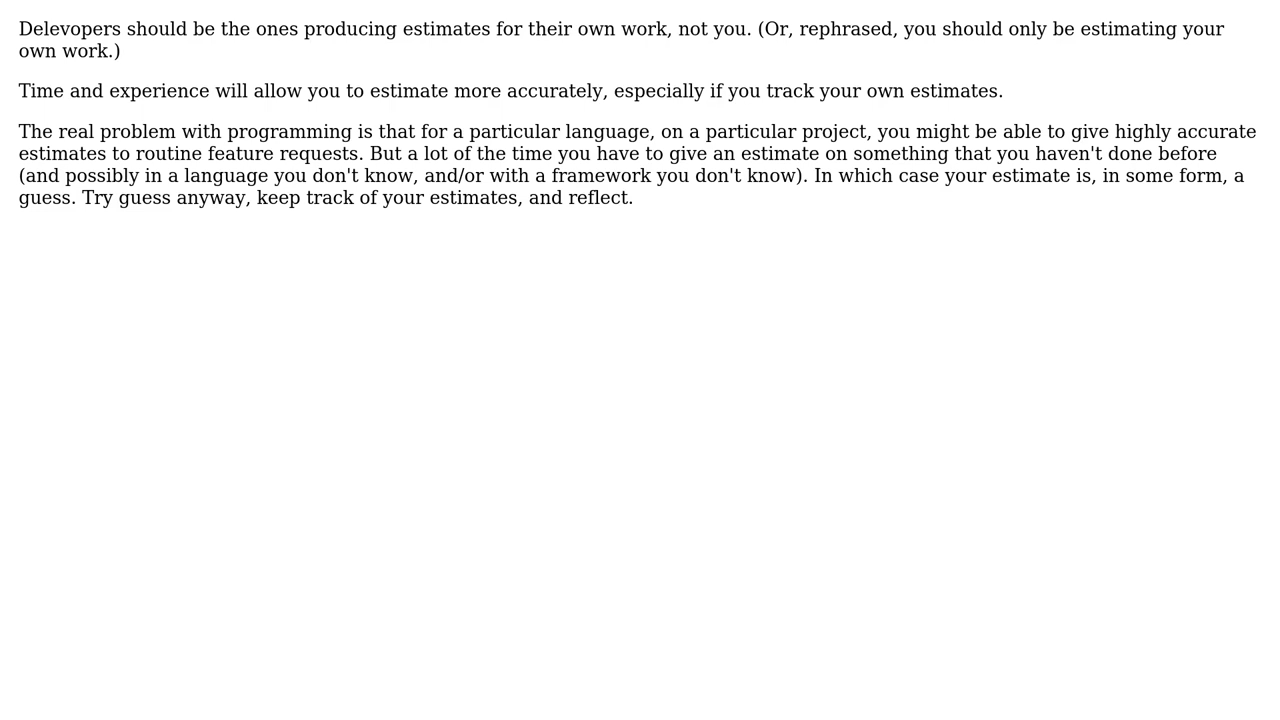 Delevopers should be the ones producing estimates for their own work, not you. (Or, rephrased, you should only be estimating your
own work.)
Time and experience will allow you to estimate more accurately, especially if you track your own estimates.
The real problem with programming is that for a particular language, on a particular project, you might be able to give highly accurate
estimates to routine feature requests. But a lot of the time you have to give an estimate on something that you haven't done before
(and possibly in a language you don't know, and/or with a framework you don't know). In which case your estimate is, in some form, a
guess. Try guess anyway, keep track of your estimates, and reflect.